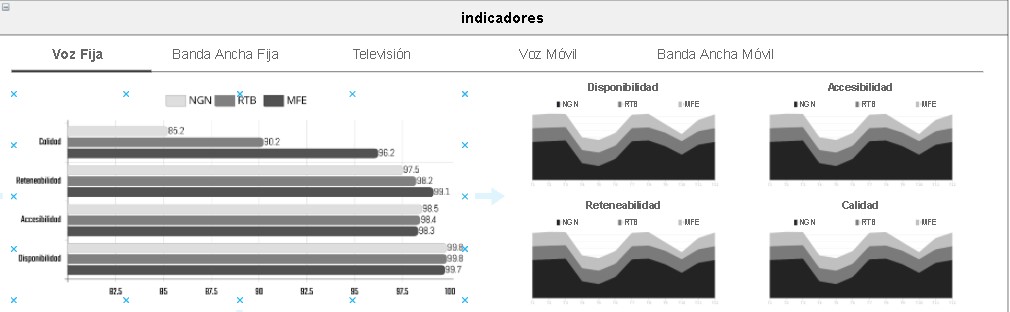 indicadores
Voz Fija Banda Ancha Fija Televisión Voz Móvil Banda Ancha Móvil
NGN RTB MFE
Calidad
85.2
90.2
96.2
Reteneabilidad
97.5
98.2
99.1
Accesibilidad
98.5
98.4
98.3
Disponibilidad
99.8
99.8
99.7
82.5 85 87.5 90 92.5 95 97.5 100
Disponibilidad
NGN RTB MFE
Accesibilidad
NGN RTB MFE
Reteneabilidad
NGN RTB MFE
Calidad
NGN RTB MFE